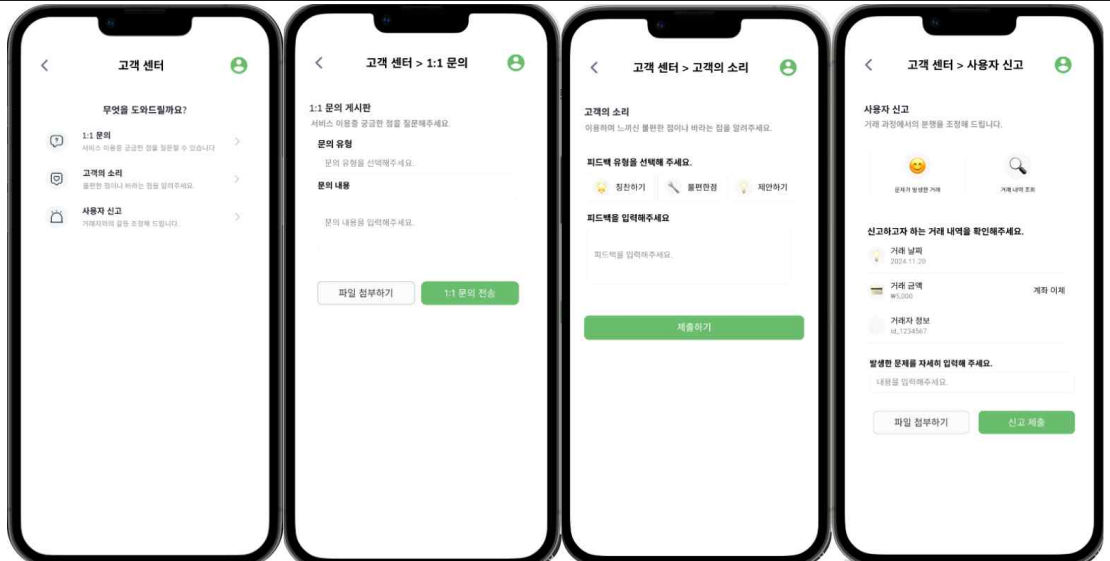 고객 센터
무엇을 도와드릴까요?
1:1 문의
서비스 이용중 궁금한 점을 질문할 수 있습니다
고객의 소리
불편한 점이나 바라는 점을 알려주세요.
사용자 신고
거래자와의 갈등 조정해 드립니다.
고객 센터 > 1:1 문의
1:1 문의 게시판
서비스 이용중 궁금한 점을 질문해주세요.
문의 유형
문의 유형을 선택해주세요.
문의 내용
문의 내용을 입력해주세요.
파일 첨부하기
1:1 문의 전송
고객 센터 > 고객의 소리
고객의 소리
이용하며 느끼신 불편한 점이나 바라는 점을 알려주세요.
피드백 유형을 선택해 주세요.
칭찬하기
불편한점
제안하기
피드백을 입력해주세요
피드백을 입력해주세요.
제출하기
고객 센터 > 사용자 신고
사용자 신고
거래 과정에서의 분쟁을 조정해 드립니다.
문제가 발생한 거래
거래 내역 조회
신고하고자 하는 거래 내역을 확인해주세요.
거래 날짜
2024-11-20
거래 금액
₩5,000
계좌 이체
거래자 정보
id_1234567
발생한 문제를 자세히 입력해 주세요.
내용을 입력해주세요.
파일 첨부하기
신고 제출